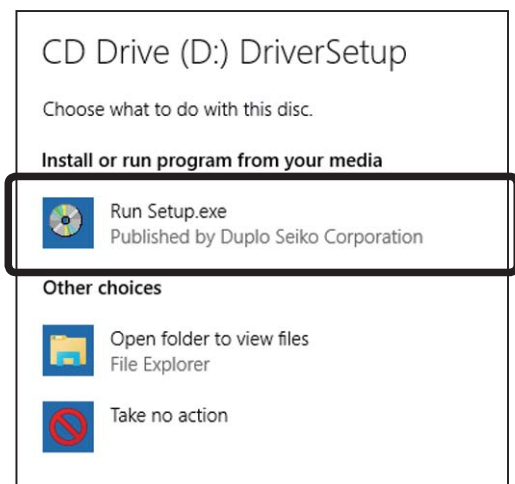 CD Drive (D:) DriverSetup
Choose what to do with this disc.
Install or run program from your media
Run Setup.exe
Published by Duplo Seiko Corporation
Other choices
Open folder to view files
File Explorer
Take no action